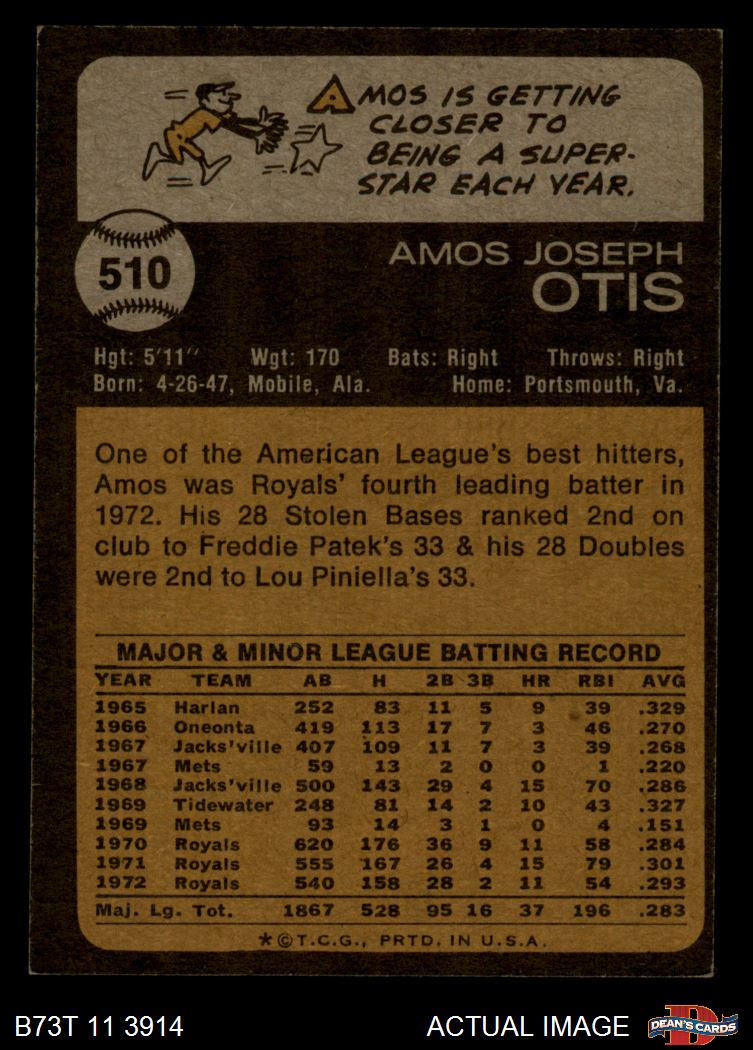 AMOS IS GETTING
CLOSER TO
BEING A SUPER-
STAR EACH YEAR.
510
AMOS JOSEPH
OTIS
Hgt: 5'11" Wgt: 170 Bats: Right Throws: Right
Born: 4-26-47, Mobile, Ala. Home: Portsmouth, Va.
One of the American League's best hitters,
Amos was Royals' fourth leading batter in
1972. His 28 Stolen Bases ranked 2nd on
club to Freddie Patek's 33 & his 28 Doubles
were 2nd to Lou Piniella's 33.
MAJOR & MINOR LEAGUE BATTING RECORD
YEAR TEAM AB H 2B 3B HR RBI AVG
1965 Harlan 252 83 11 5 9 39 .329
1966 Oneonta 419 113 17 7 3 46 .270
1967 Jacks'ville 407 109 11 7 3 39 .268
1967 Mets 59 13 2 0 0 1 .220
1968 Jacks'ville 500 143 29 4 15 70 .286
1969 Tidewater 248 81 14 2 10 43 .327
1969 Mets 93 14 3 1 0 4 .151
1970 Royals 620 176 36 9 11 58 .284
1971 Royals 555 167 26 4 15 79 .301
1972 Royals 540 158 28 2 11 54 .293
Maj. Lg. Tot. 1867 528 95 16 37 196 .283
*©T.C.G., PRTD. IN U.S.A.
B73T 11 3914 ACTUAL IMAGE
D
DEAN'S CARDS